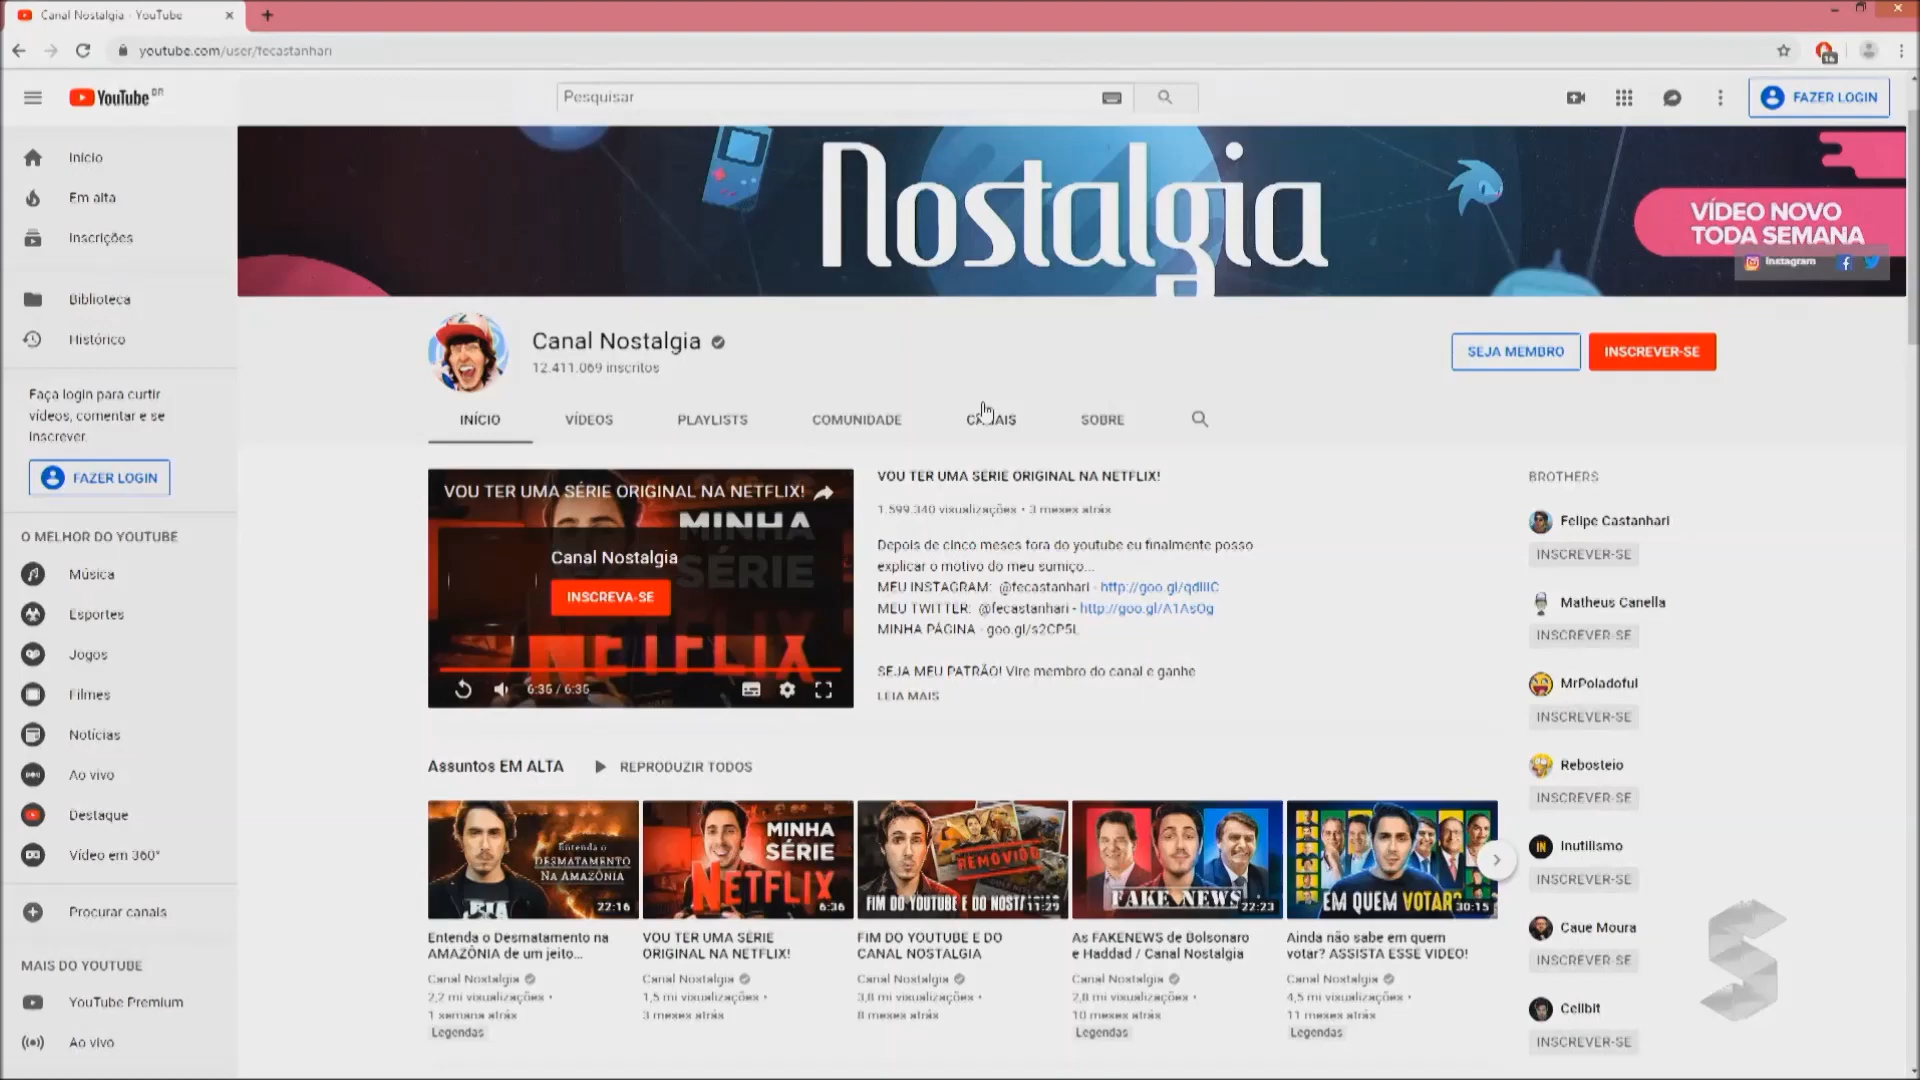 Canal Nostalgia - YouTube
youtube.com/user/fecastanhari
16
YouTube BR
Pesquisar
FAZER LOGIN
Nostalgia
VÍDEO NOVO
TODA SEMANA
Instagram
Início
Em alta
Inscrições
Biblioteca
Histórico
Faça login para curtir
vídeos, comentar e se
inscrever.
FAZER LOGIN
O MELHOR DO YOUTUBE
Música
Esportes
Jogos
Filmes
Notícias
Ao vivo
Destaque
Vídeo em 360°
Procurar canais
MAIS DO YOUTUBE
YouTube Premium
Ao vivo
Canal Nostalgia
12.411.069 inscritos
SEJA MEMBRO
INSCREVER-SE
INÍCIO
VÍDEOS
PLAYLISTS
COMUNIDADE
CANAIS
SOBRE
VOU TER UMA SÉRIE ORIGINAL NA NETFLIX!
MINHA
SÉRIE
Canal Nostalgia
INSCREVA-SE
NETFLIX
6:35 / 6:35
VOU TER UMA SÉRIE ORIGINAL NA NETFLIX!
1.599.340 visualizações • 3 meses atrás
Depois de cinco meses fora do youtube eu finalmente posso
explicar o motivo do meu sumiço...
MEU INSTAGRAM: @fecastanhari -
MEU TWITTER: @fecastanhari - http://goo.gl/A1AsOg
MINHA PÁGINA - goo.gl/s2CP5L
SEJA MEU PATRÃO! Vire membro do canal e ganhe
LEIA MAIS
Assuntos EM ALTA
REPRODUZIR TODOS
Entenda o
DESMATAMENTO
NA AMAZÔNIA
22:16
Entenda o Desmatamento na
AMAZÔNIA de um jeito...
Canal Nostalgia
2,2 mi visualizações •
1 semana atrás
Legendas
MINHA
SÉRIE
NETFLIX
6:36
VOU TER UMA SÉRIE
ORIGINAL NA NETFLIX!
Canal Nostalgia
1,5 mi visualizações •
3 meses atrás
REMOVIDO
FIM DO YOUTUBE E DO
11:29
FIM DO YOUTUBE E DO
CANAL NOSTALGIA
Canal Nostalgia
3,8 mi visualizações •
8 meses atrás
FAKE NEWS
22:23
As FAKENEWS de Bolsonaro
e Haddad / Canal Nostalgia
Canal Nostalgia
2,8 mi visualizações •
10 meses atrás
Legendas
EM QUEM VOTAR?
30:15
Ainda não sabe em quem
votar? ASSISTA ESSE VIDEO!
Canal Nostalgia
4,5 mi visualizações •
11 meses atrás
Legendas
BROTHERS
Felipe Castanhari
INSCREVER-SE
Matheus Canella
INSCREVER-SE
MrPoladoful
INSCREVER-SE
Rebosteio
INSCREVER-SE
IN
Inutilismo
INSCREVER-SE
Caue Moura
INSCREVER-SE
Cellbit
INSCREVER-SE